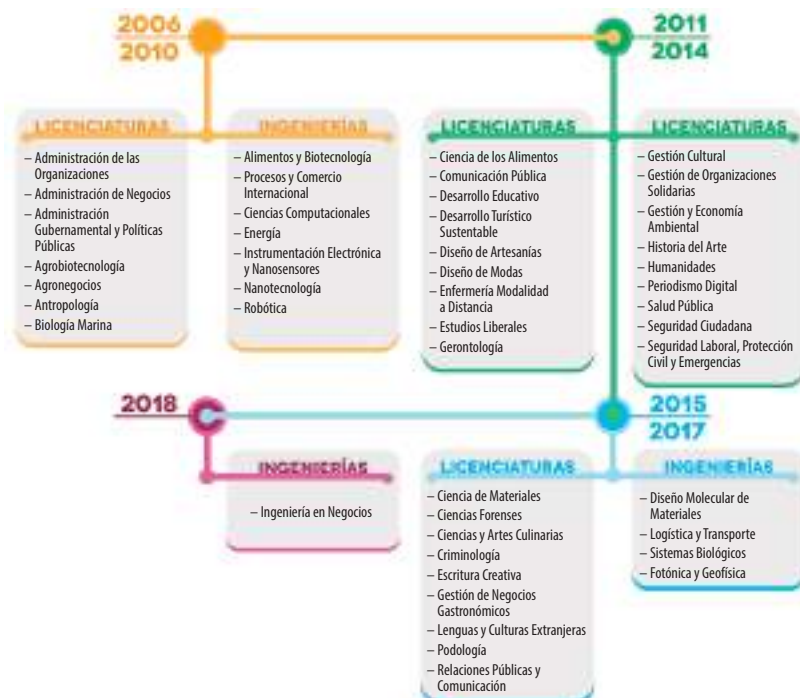 2006
2010
LICENCIATURAS
– Administración de las
Organizaciones
– Administración de Negocios
– Administración
Gubernamental y Políticas
Públicas
– Agrobiotecnología
– Agronegocios
– Antropología
– Biología Marina
INGENIERÍAS
– Alimentos y Biotecnología
– Procesos y Comercio
Internacional
– Ciencias Computacionales
– Energía
– Instrumentación Electrónica
y Nanosensores
– Nanotecnología
– Robótica
2011
2014
LICENCIATURAS
– Ciencia de los Alimentos
– Comunicación Pública
– Desarrollo Educativo
– Desarrollo Turístico
Sustentable
– Diseño de Artesanías
– Diseño de Modas
– Enfermería Modalidad
a Distancia
– Estudios Liberales
– Gerontología
LICENCIATURAS
– Gestión Cultural
– Gestión de Organizaciones
Solidarias
– Gestión y Economía
Ambiental
– Historia del Arte
– Humanidades
– Periodismo Digital
– Salud Pública
– Seguridad Ciudadana
– Seguridad Laboral, Protección
Civil y Emergencias
2018
INGENIERÍAS
– Ingeniería en Negocios
2015
2017
LICENCIATURAS
– Ciencia de Materiales
– Ciencias Forenses
– Ciencias y Artes Culinarias
– Criminología
– Escritura Creativa
– Gestión de Negocios
Gastronómicos
– Lenguas y Culturas Extranjeras
– Podología
– Relaciones Públicas y
Comunicación
INGENIERÍAS
– Diseño Molecular de
Materiales
– Logística y Transporte
– Sistemas Biológicos
– Fotónica y Geofísica